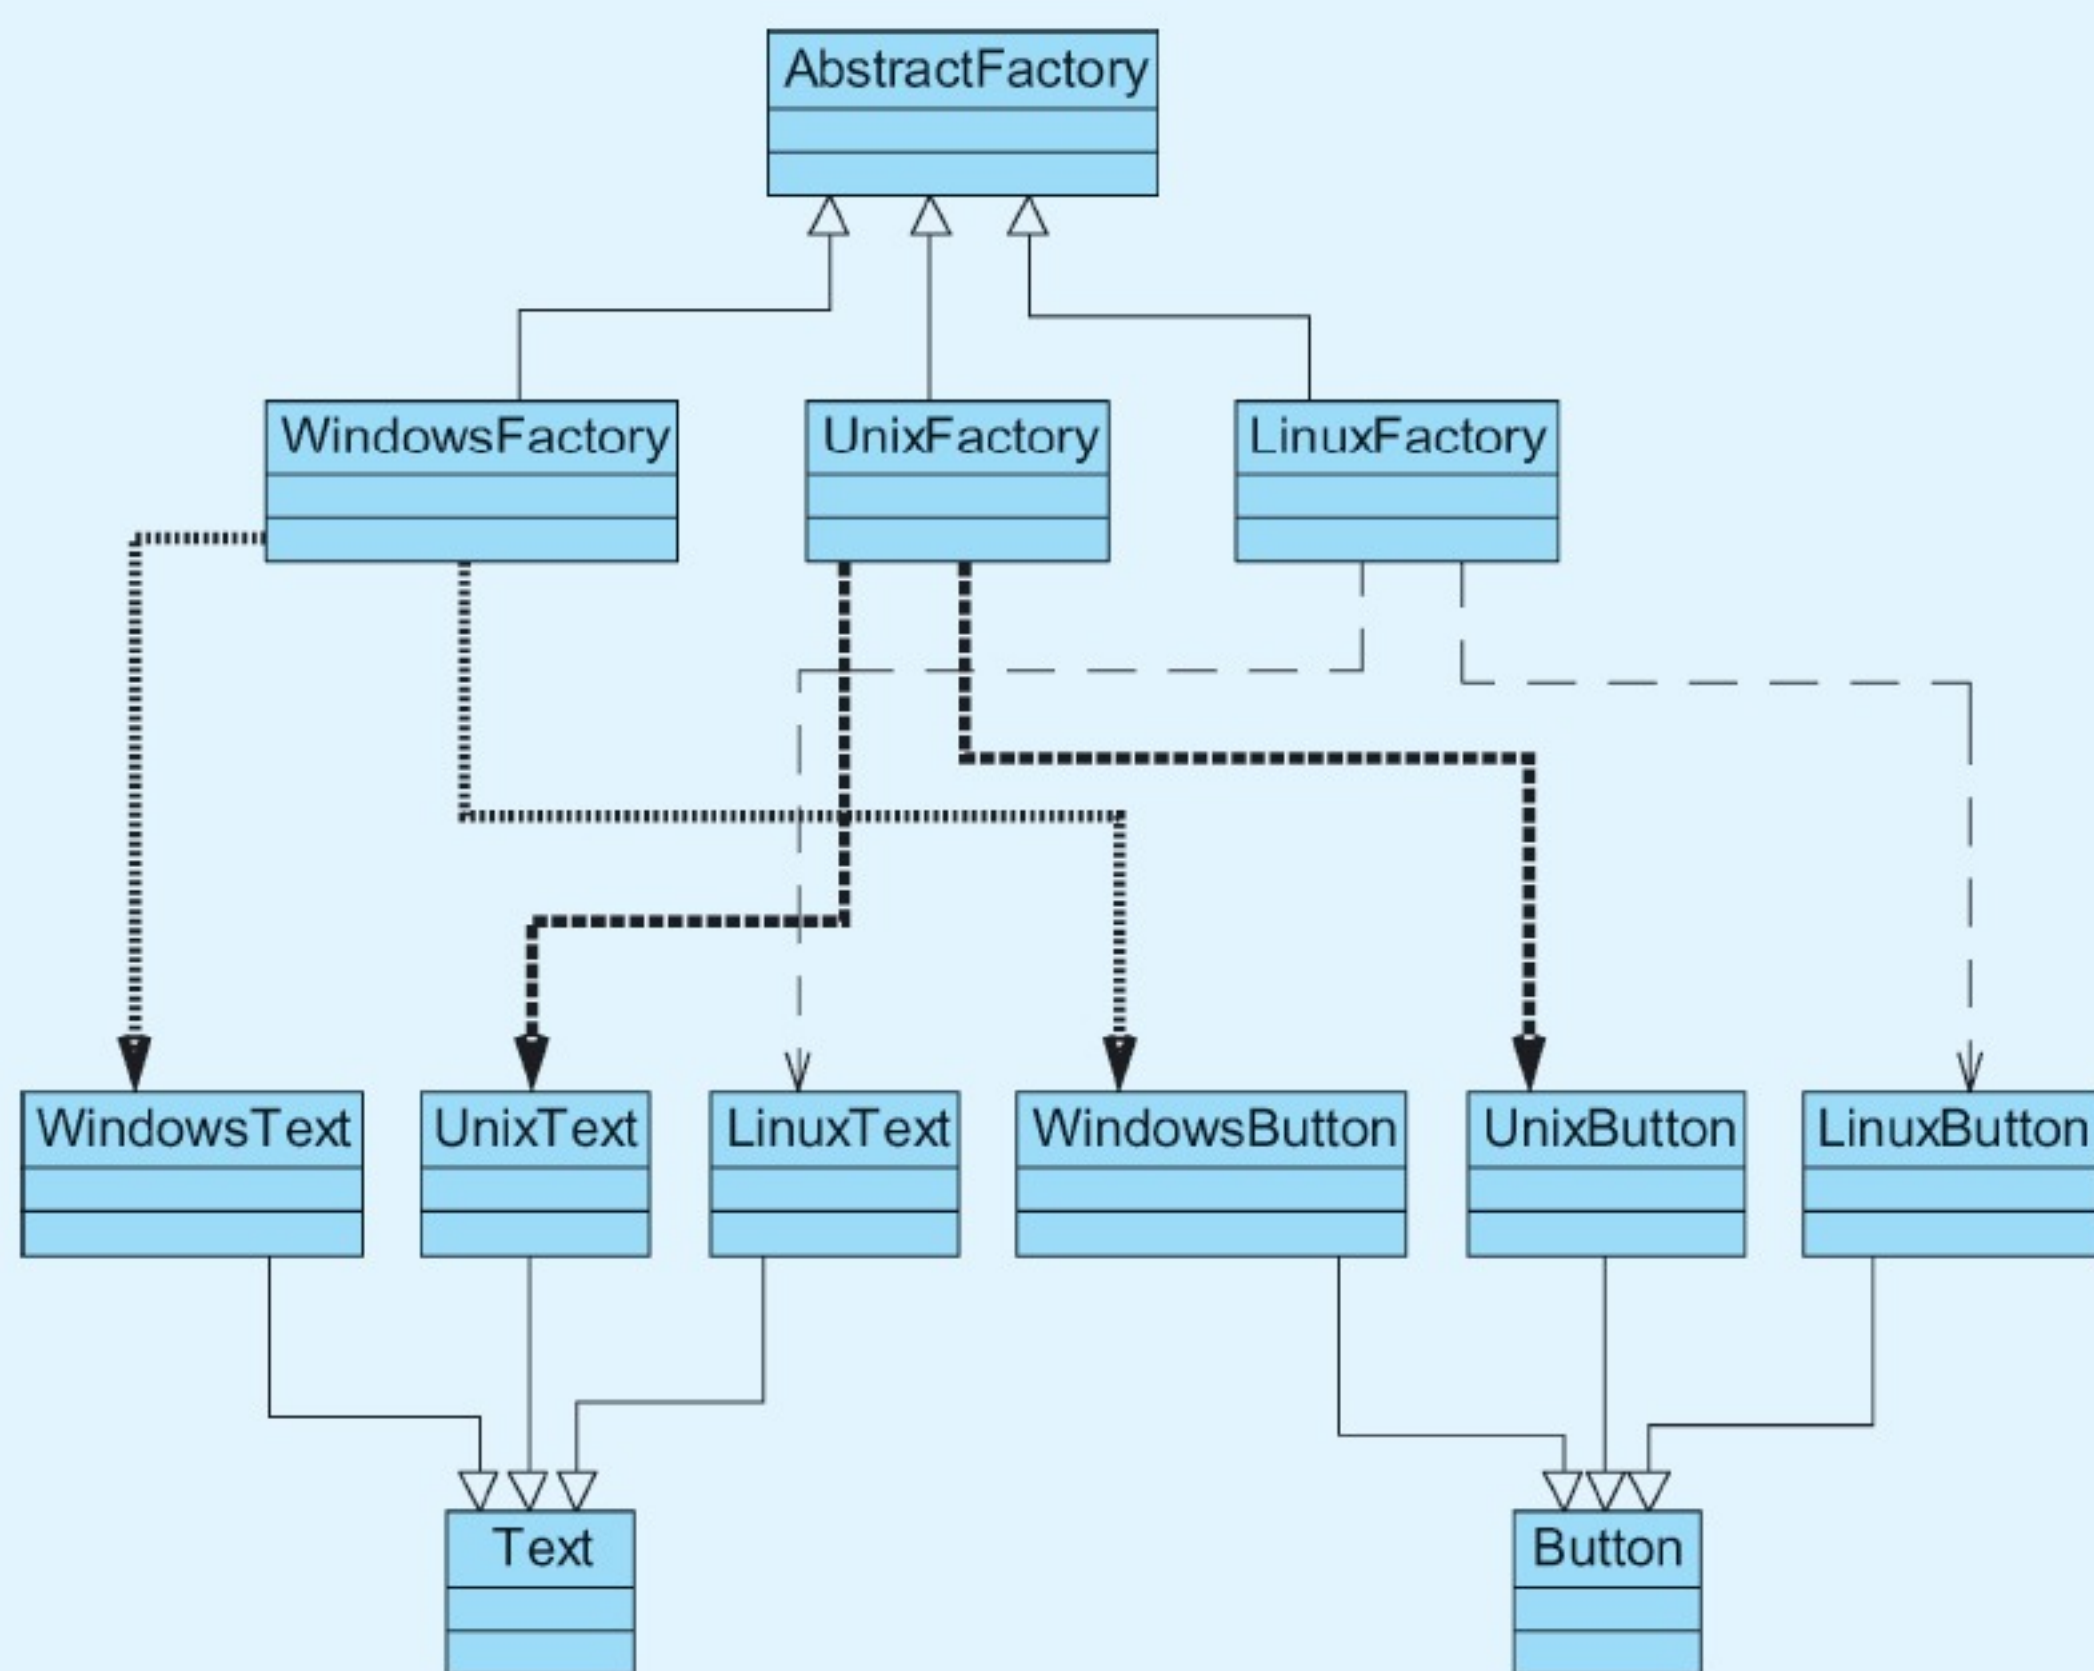 AbstractFactory
WindowsFactory
UnixFactory
LinuxFactory
WindowsText
UnixText
LinuxText
WindowsButton
UnixButton
LinuxButton
Text
Button